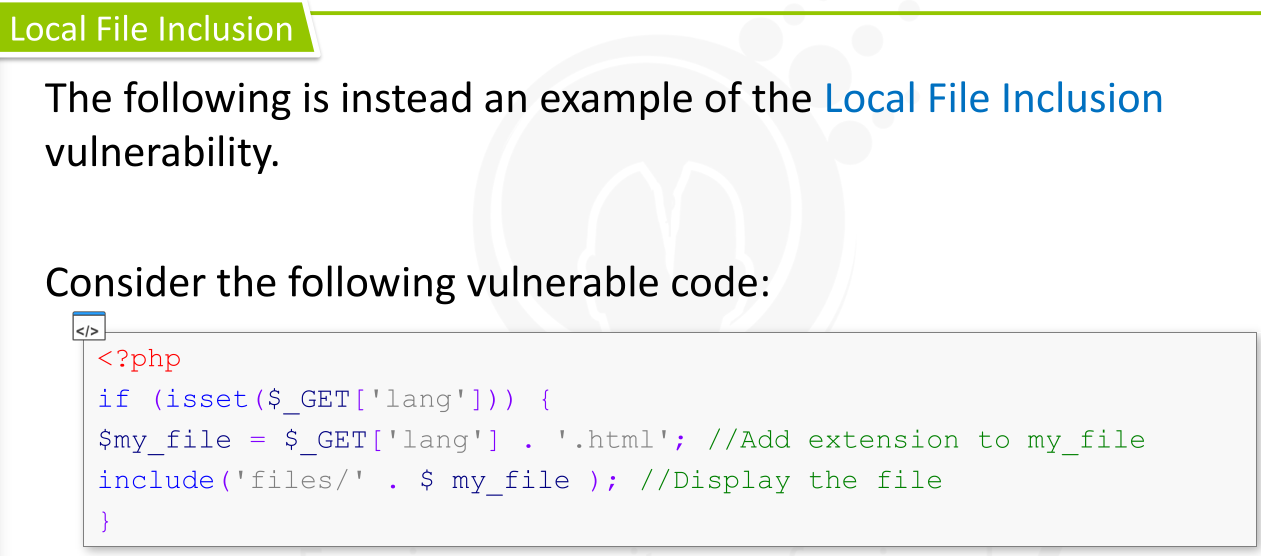 Local File Inclusion
The following is instead an example of the Local File Inclusion
vulnerability.
Consider the following vulnerable code:
</>
<?php
if (isset($_GET['lang'])) {
$my_file = $_GET['lang'] . '.html'; //Add extension to my_file
include('files/' . $ my_file ); //Display the file
}